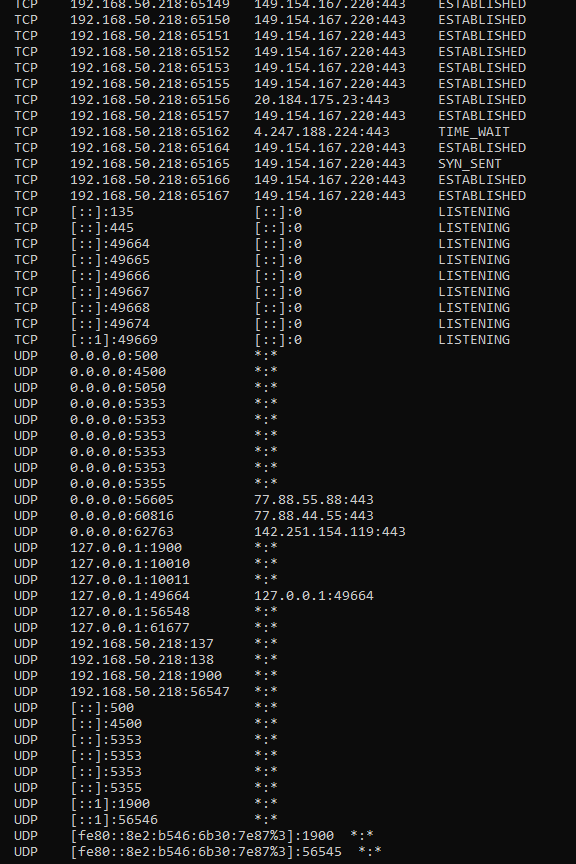 TCP    192.168.50.218:65149   149.154.167.220:443    ESTABLISHED
TCP    192.168.50.218:65150   149.154.167.220:443    ESTABLISHED
TCP    192.168.50.218:65151   149.154.167.220:443    ESTABLISHED
TCP    192.168.50.218:65152   149.154.167.220:443    ESTABLISHED
TCP    192.168.50.218:65153   149.154.167.220:443    ESTABLISHED
TCP    192.168.50.218:65155   149.154.167.220:443    ESTABLISHED
TCP    192.168.50.218:65156   20.184.175.23:443      ESTABLISHED
TCP    192.168.50.218:65157   149.154.167.220:443    ESTABLISHED
TCP    192.168.50.218:65162   4.247.188.224:443      TIME_WAIT
TCP    192.168.50.218:65164   149.154.167.220:443    ESTABLISHED
TCP    192.168.50.218:65165   149.154.167.220:443    SYN_SENT
TCP    192.168.50.218:65166   149.154.167.220:443    ESTABLISHED
TCP    192.168.50.218:65167   149.154.167.220:443    ESTABLISHED
TCP    [::]:135               [::]:0                 LISTENING
TCP    [::]:445               [::]:0                 LISTENING
TCP    [::]:49664             [::]:0                 LISTENING
TCP    [::]:49665             [::]:0                 LISTENING
TCP    [::]:49666             [::]:0                 LISTENING
TCP    [::]:49667             [::]:0                 LISTENING
TCP    [::]:49668             [::]:0                 LISTENING
TCP    [::]:49674             [::]:0                 LISTENING
TCP    [::1]:49669            [::]:0                 LISTENING
UDP    0.0.0.0:500            *:*
UDP    0.0.0.0:4500           *:*
UDP    0.0.0.0:5050           *:*
UDP    0.0.0.0:5353           *:*
UDP    0.0.0.0:5353           *:*
UDP    0.0.0.0:5353           *:*
UDP    0.0.0.0:5353           *:*
UDP    0.0.0.0:5353           *:*
UDP    0.0.0.0:5355           *:*
UDP    0.0.0.0:56605          77.88.55.88:443
UDP    0.0.0.0:60816          77.88.44.55:443
UDP    0.0.0.0:62763          142.251.154.119:443
UDP    127.0.0.1:1900         *:*
UDP    127.0.0.1:10010        *:*
UDP    127.0.0.1:10011        *:*
UDP    127.0.0.1:49664        127.0.0.1:49664
UDP    127.0.0.1:56548        *:*
UDP    127.0.0.1:61677        *:*
UDP    192.168.50.218:137     *:*
UDP    192.168.50.218:138     *:*
UDP    192.168.50.218:1900    *:*
UDP    192.168.50.218:56547   *:*
UDP    [::]:500               *:*
UDP    [::]:4500              *:*
UDP    [::]:5353              *:*
UDP    [::]:5353              *:*
UDP    [::]:5353              *:*
UDP    [::]:5355              *:*
UDP    [::1]:1900             *:*
UDP    [::1]:56546            *:*
UDP    [fe80::8e2:b546:6b30:7e87%3]:1900  *:*
UDP    [fe80::8e2:b546:6b30:7e87%3]:56545  *:*